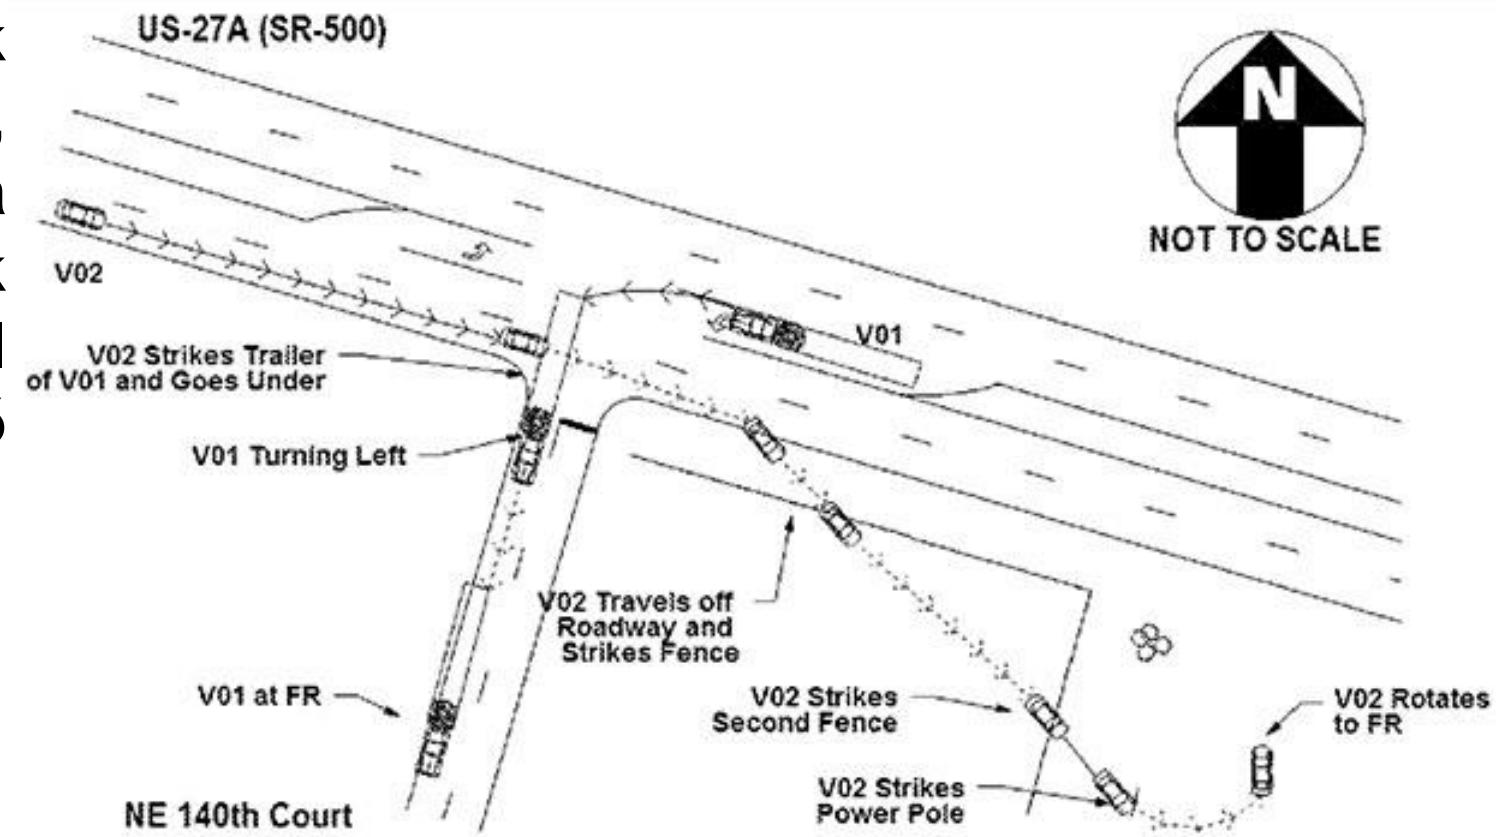 US-27A (SR-500)
N
NOT TO SCALE
V02
V01
V02 Strikes Trailer
of V01 and Goes Under
V01 Turning Left
V02 Travels off
Roadway and
Strikes Fence
V01 at FR
V02 Strikes
Second Fence
V02 Rotates
to FR
V02 Strikes
Power Pole
NE 140th Court